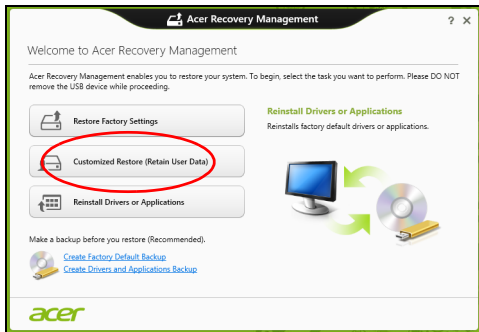 Acer Recovery Management
? X
Welcome to Acer Recovery Management
Acer Recovery Management enables you to restore your system. To begin, select the task you want to perform. Please DO NOT
remove the USB device while proceeding.
Restore Factory Settings
Customized Restore (Retain User Data)
Reinstall Drivers or Applications
Reinstall Drivers or Applications
Reinstalls factory default drivers or applications.
Make a backup before you restore (Recommended).
Create Factory Default Backup
Create Drivers and Applications Backup
acer